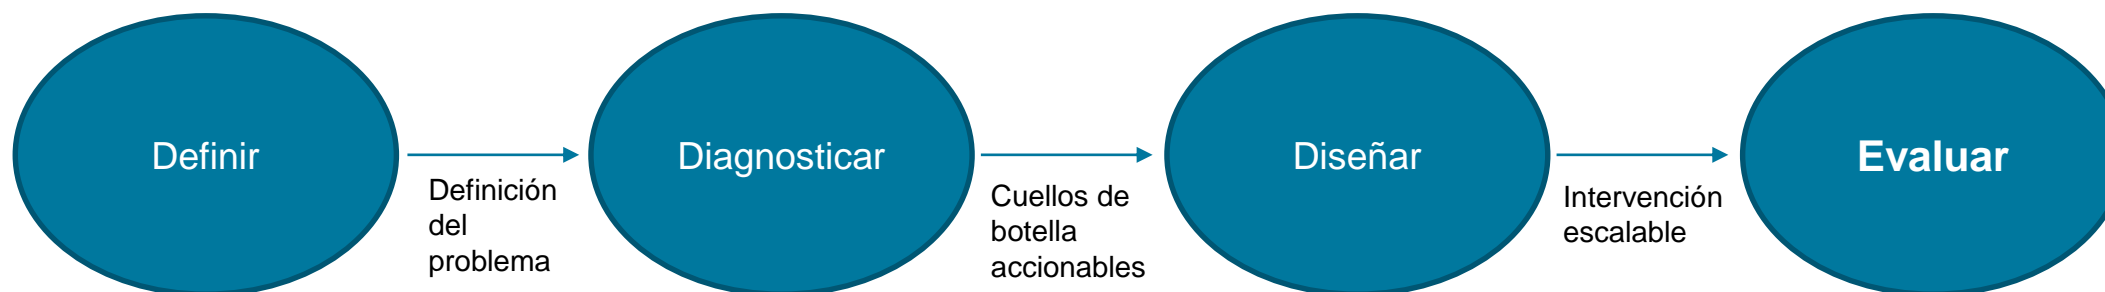 Definir
Definición
del
problema
Diagnosticar
Cuellos de
botella
accionables
Diseñar
Intervención
escalable
Evaluar